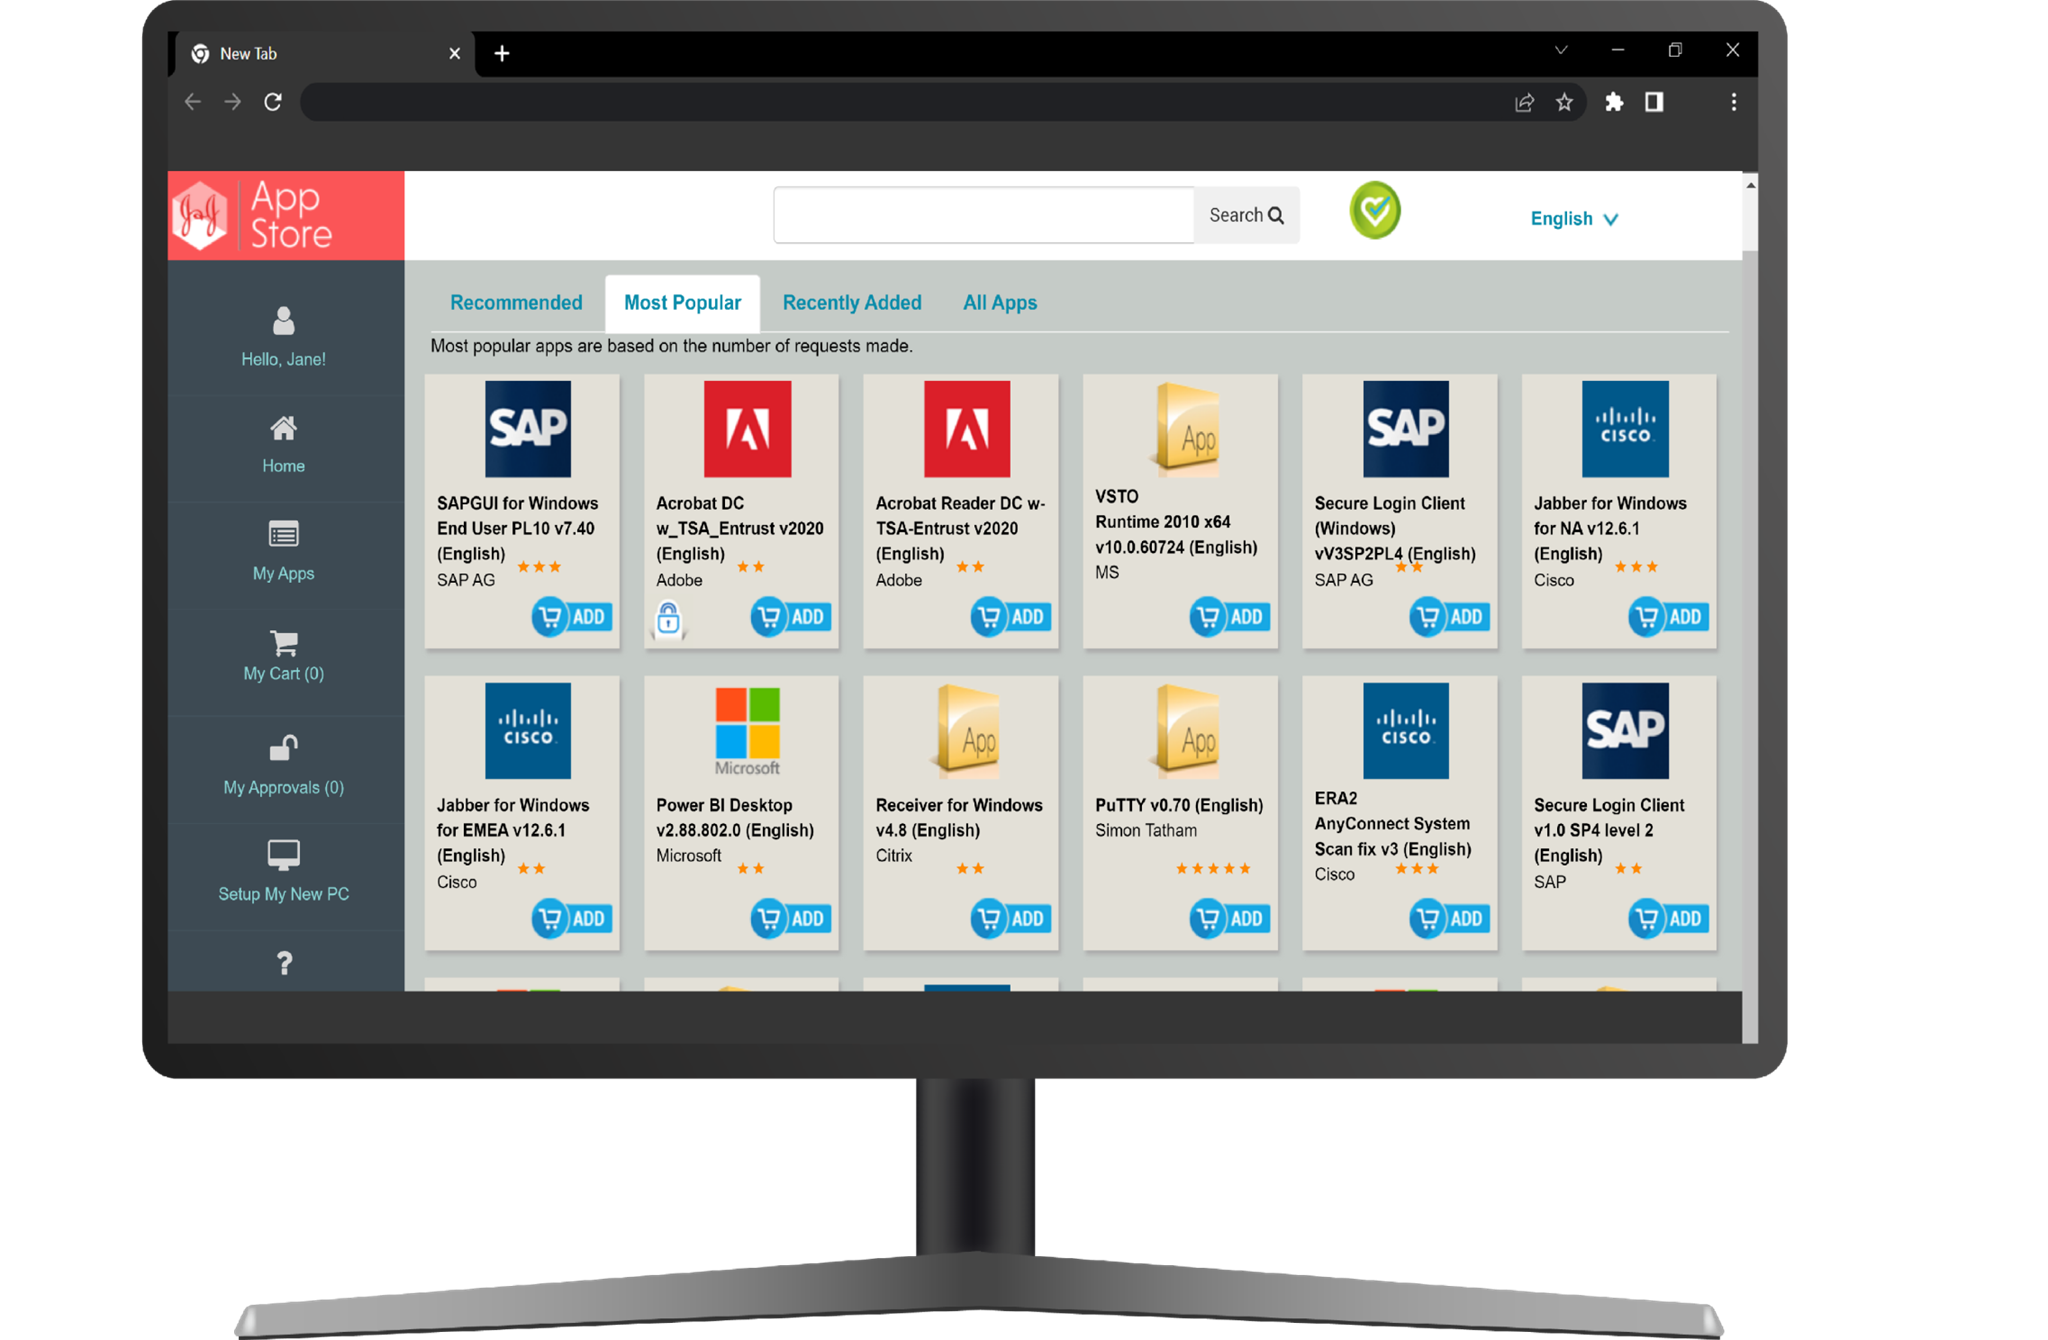 New Tab
J&J
App
Store
Search
English
Hello, Jane!
Home
My Apps
My Cart (0)
My Approvals (0)
Setup My New PC
?
Recommended
Most Popular
Recently Added
All Apps
Most popular apps are based on the number of requests made.
SAP
SAPGUI for Windows
End User PL10 v7.40
(English)
SAP AG
ADD
Acrobat DC
w_TSA_Entrust v2020
(English)
Adobe
ADD
Acrobat Reader DC w-
TSA-Entrust v2020
(English)
Adobe
ADD
App
VSTO
Runtime 2010 x64
v10.0.60724 (English)
MS
ADD
SAP
Secure Login Client
(Windows)
vV3SP2PL4 (English)
SAP AG
ADD
CISCO
Jabber for Windows
for NA v12.6.1
(English)
Cisco
ADD
CISCO
Jabber for Windows
for EMEA v12.6.1
(English)
Cisco
ADD
Microsoft
Power BI Desktop
v2.88.802.0 (English)
Microsoft
ADD
App
Receiver for Windows
v4.8 (English)
Citrix
ADD
App
PuTTY v0.70 (English)
Simon Tatham
ADD
CISCO
ERA2
AnyConnect System
Scan fix v3 (English)
Cisco
ADD
SAP
Secure Login Client
v1.0 SP4 level 2
(English)
SAP
ADD